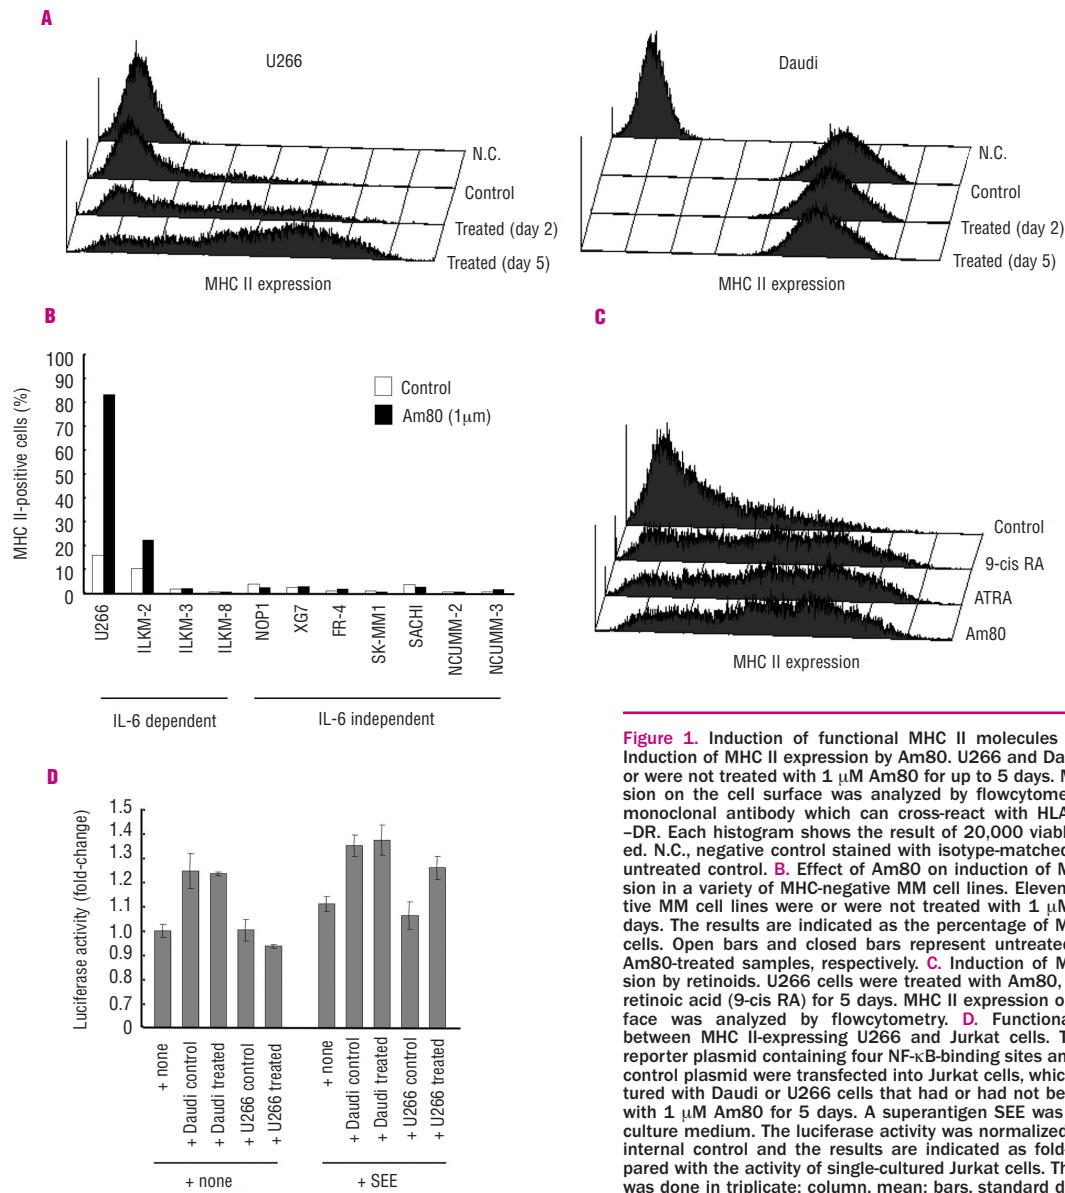 A
U266
N.C.
Control
Treated (day 2)
Treated (day 5)
MHC II expression
Daudi
N.C.
Control
Treated (day 2)
Treated (day 5)
MHC II expression
B
MHC II-positive cells (%)
100
90
80
70
60
50
40
30
20
10
0
Control
Am80 (1μm)
U266
ILKM-2
ILKM-3
ILKM-8
NOP1
XG7
FR-4
SK-MM1
SACHI
NCUMM-2
NCUMM-3
IL-6 dependent
IL-6 independent
C
Control
9-cis RA
ATRA
Am80
MHC II expression
D
Luciferase activity (fold-change)
1.5
1.4
1.3
1.2
1.1
1.0
0.9
0.8
0.7
0
+ none
+ Daudi control
+ Daudi treated
+ U266 control
+ U266 treated
+ none
+ Daudi control
+ Daudi treated
+ U266 control
+ U266 treated
+ none
+ SEE
Figure 1. Induction of functional MHC II molecules
Induction of MHC II expression by Am80. U266 and Dau
or were not treated with 1 μM Am80 for up to 5 days. M
sion on the cell surface was analyzed by flowcytome
monoclonal antibody which can cross-react with HLA
–DR. Each histogram shows the result of 20,000 viabl
ed. N.C., negative control stained with isotype-matched
untreated control. B. Effect of Am80 on induction of M
sion in a variety of MHC-negative MM cell lines. Eleven
tive MM cell lines were or were not treated with 1 μM
days. The results are indicated as the percentage of M
cells. Open bars and closed bars represent untreated
Am80-treated samples, respectively. C. Induction of M
sion by retinoids. U266 cells were treated with Am80,
retinoic acid (9-cis RA) for 5 days. MHC II expression o
face was analyzed by flowcytometry. D. Functiona
between MHC II-expressing U266 and Jurkat cells. T
reporter plasmid containing four NF-κB-binding sites an
control plasmid were transfected into Jurkat cells, whic
tured with Daudi or U266 cells that had or had not be
with 1 μM Am80 for 5 days. A superantigen SEE was
culture medium. The luciferase activity was normalized
internal control and the results are indicated as fold-
pared with the activity of single-cultured Jurkat cells. Th
was done in triplicate; column, mean; bars, standard d